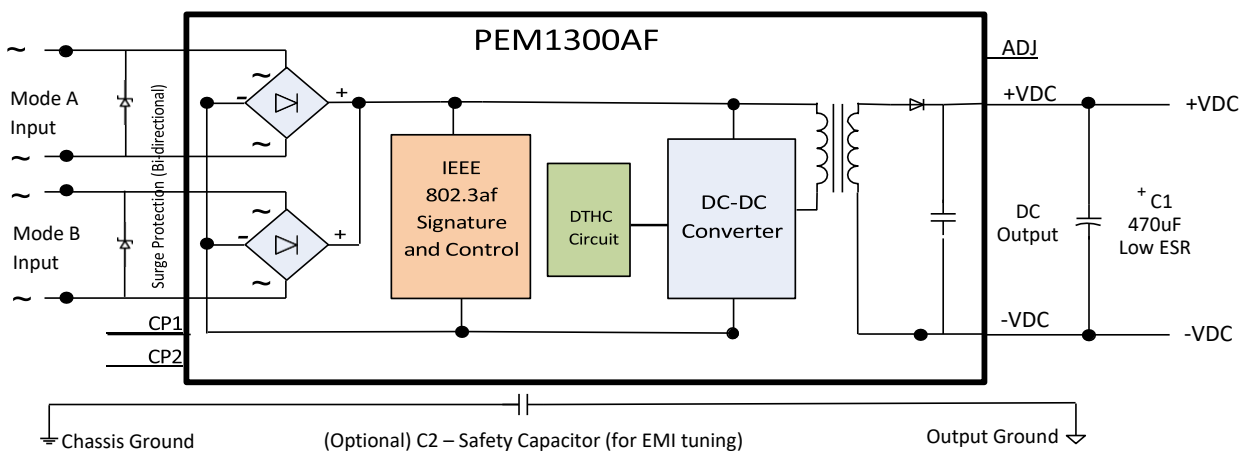 PEM1300AF
~
Mode A
Input
~
~
Mode B
Input
~
Surge Protection (Bi-directional)
~
-
+
~
~
-
+
~
CP1
CP2
IEEE
802.3af
Signature
and Control
DTHC
Circuit
DC-DC
Converter
ADJ
+VDC
+VDC
DC
Output
+ C1
470uF
Low ESR
-VDC
-VDC
Chassis Ground
(Optional) C2 – Safety Capacitor (for EMI tuning)
Output Ground